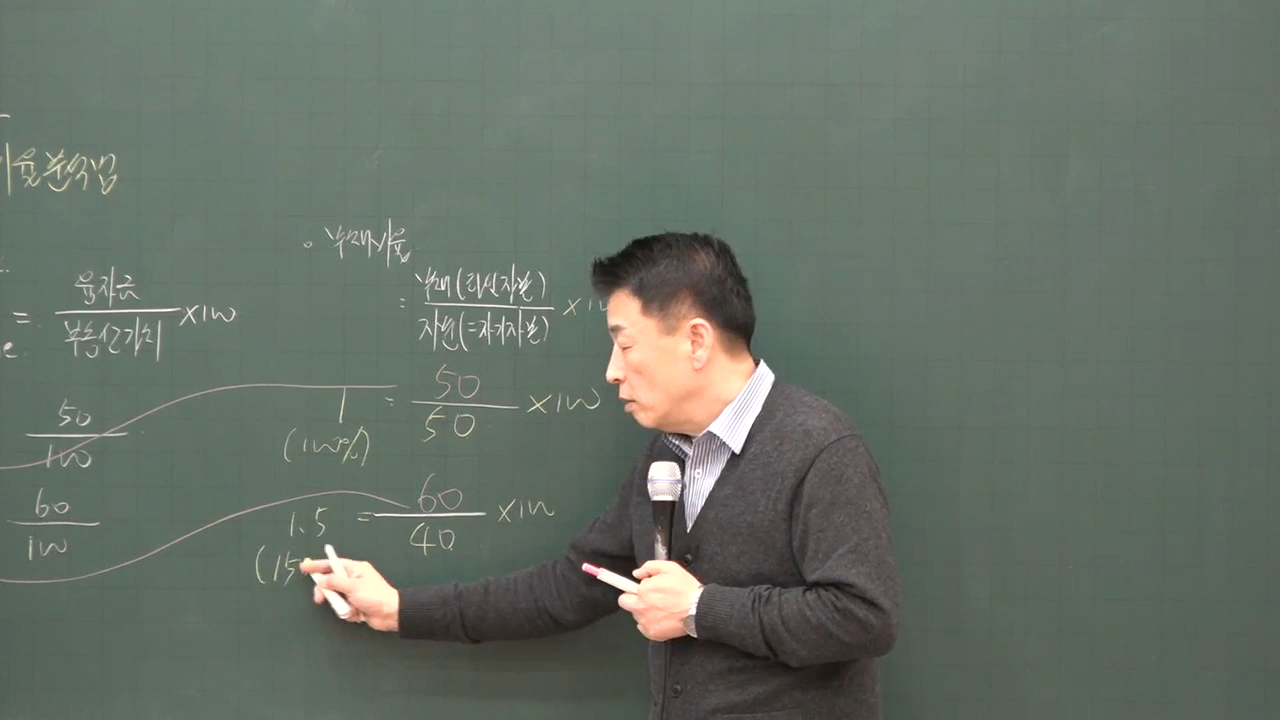 비율분석법
◦ 부채비율
= 융자금 / 부동산가치 ×100
= 부채(타인자본) / 자본(=자기자본) ×100
50 / 100
1 = 50 / 50 ×100
(100%)
60 / 100
1.5 = 60 / 40 ×100
(15